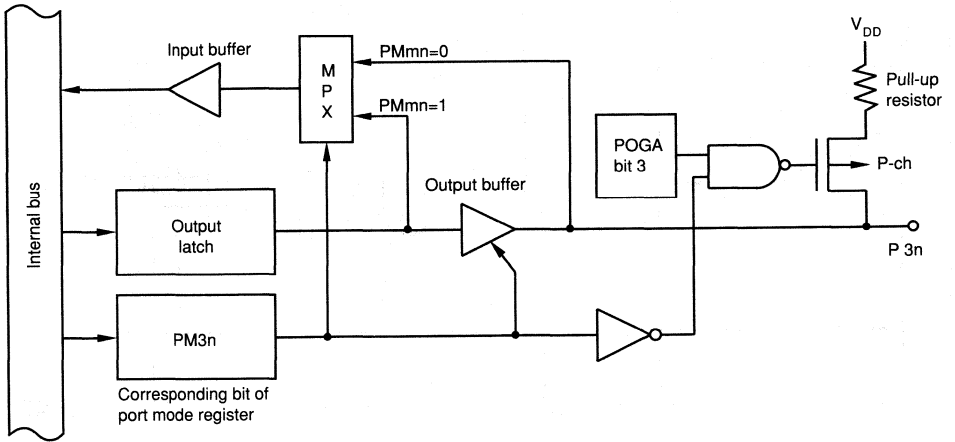 Internal bus
Input buffer
M
P
X
PMmn=0
PMmn=1
Output
latch
Output buffer
PM3n
Corresponding bit of
port mode register
POGA
bit 3
VDD
Pull-up
resistor
P-ch
P 3n